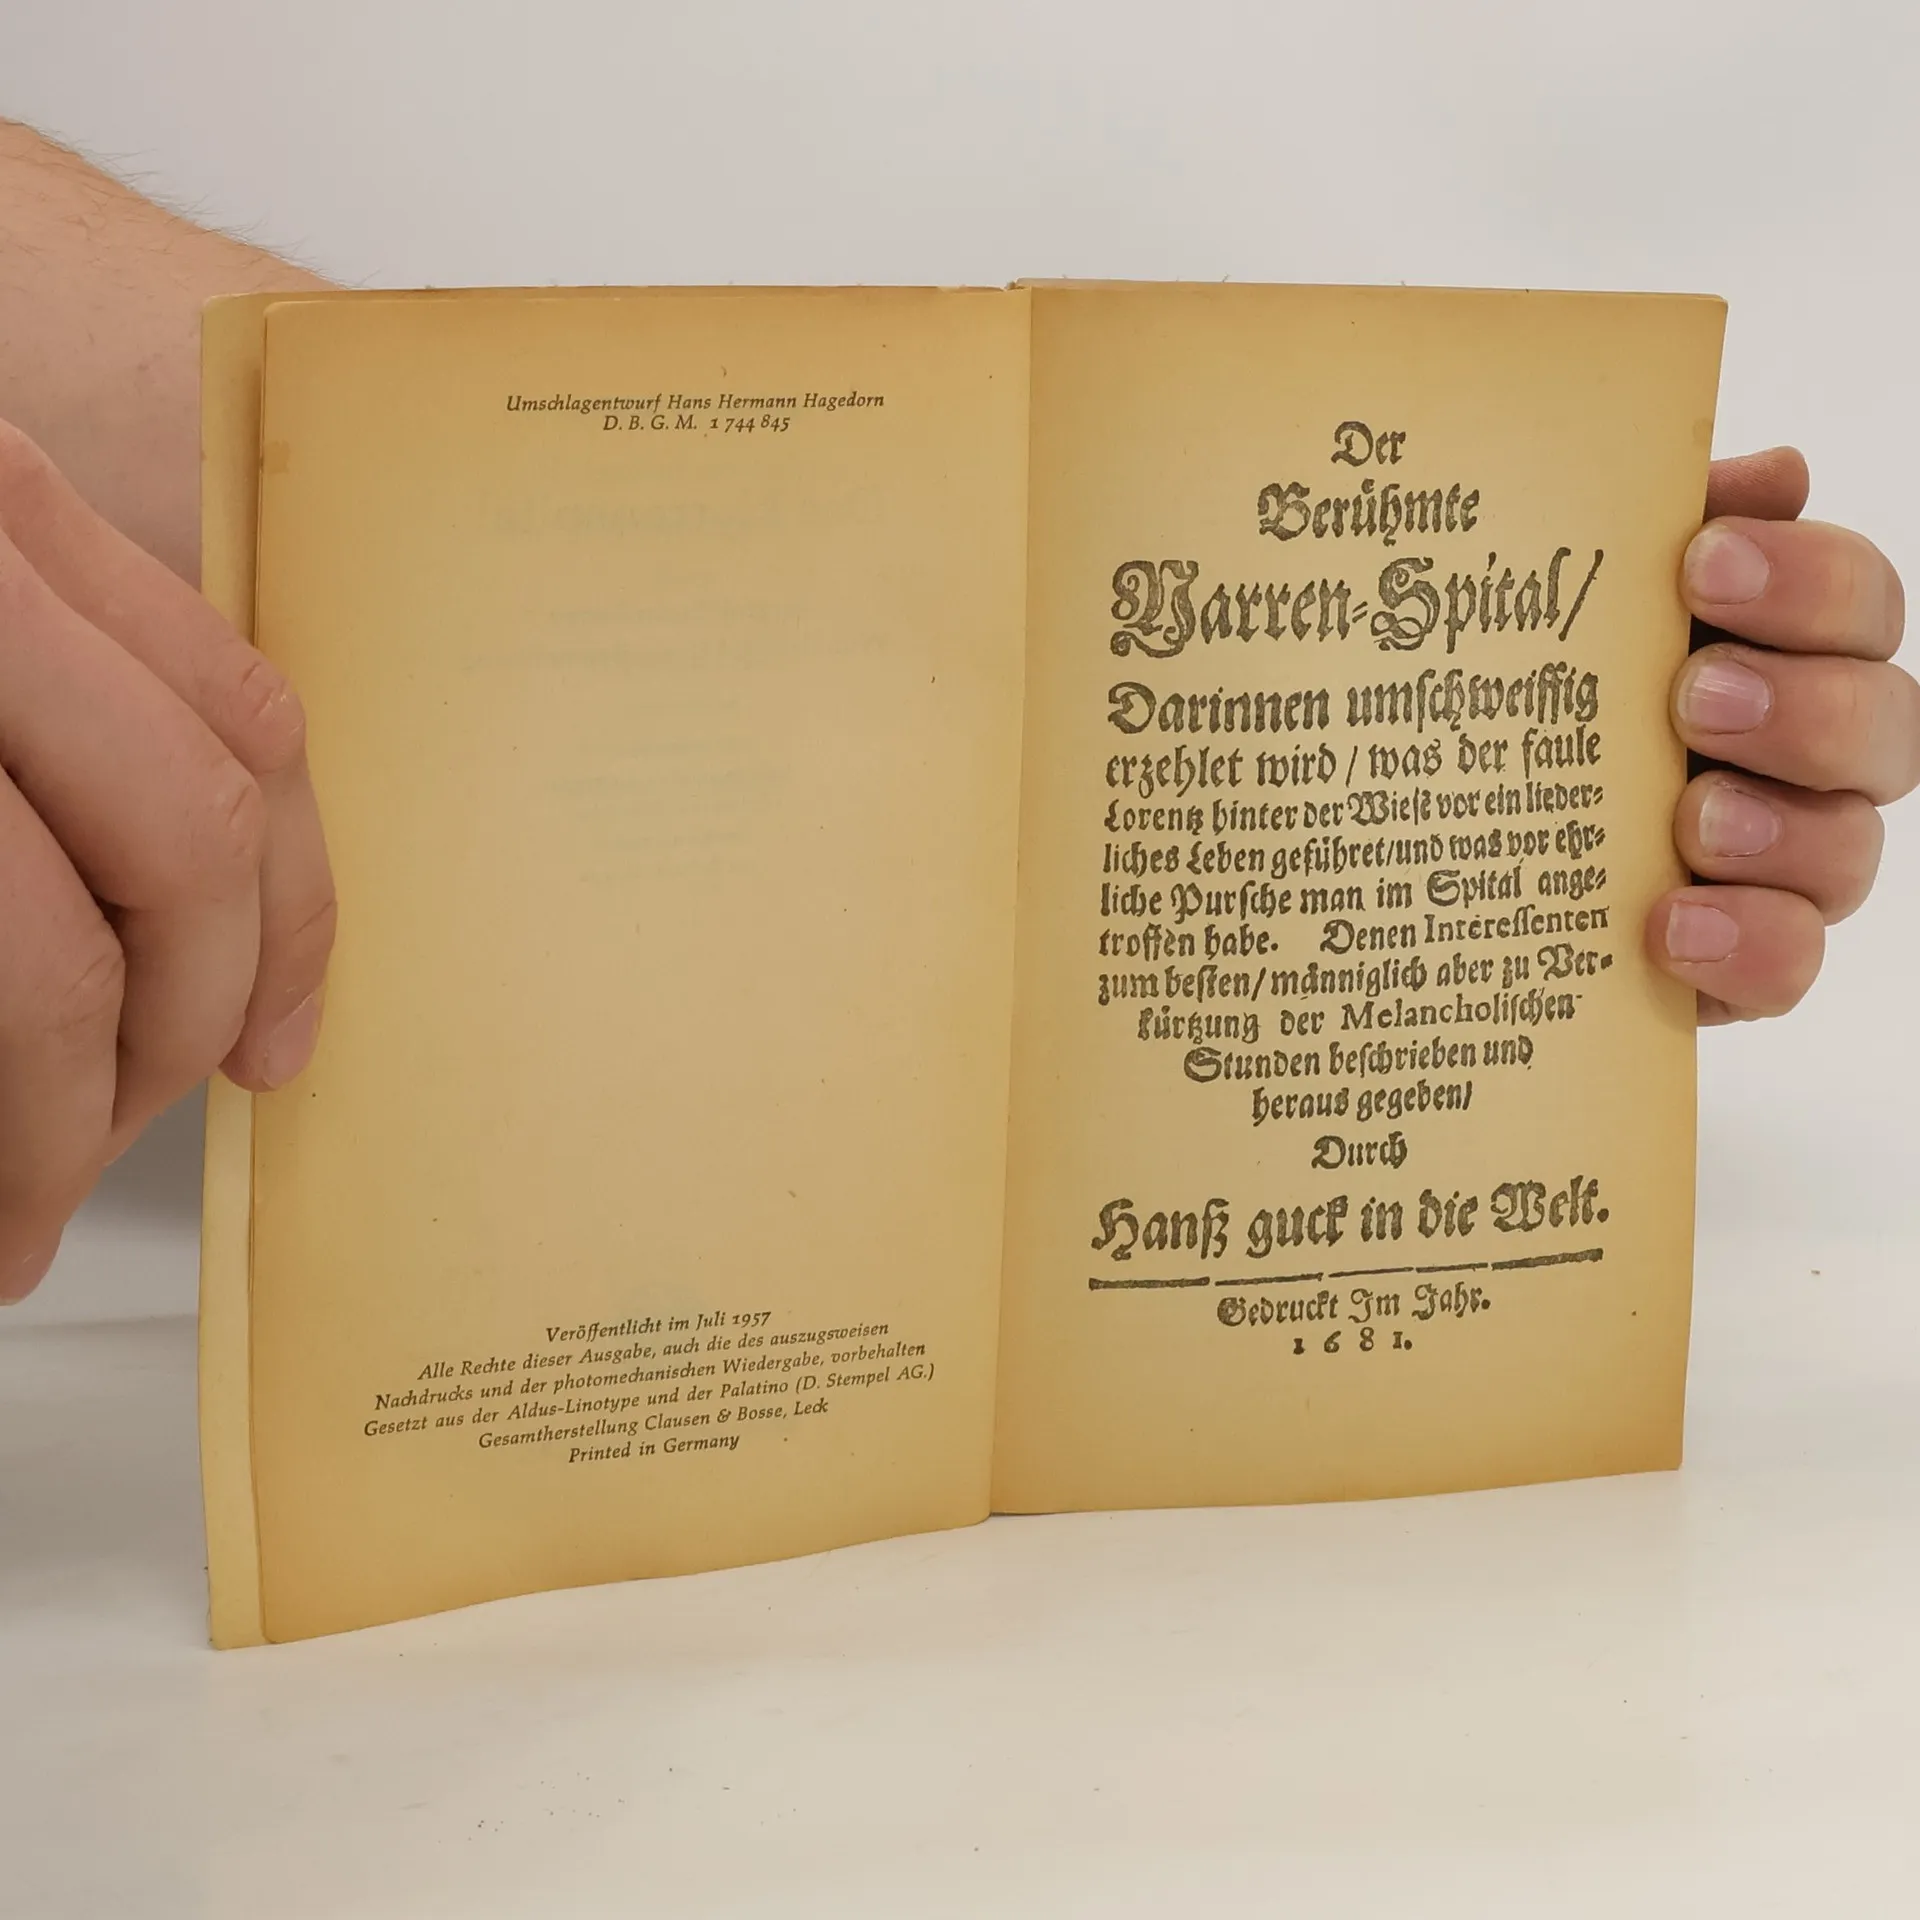 Umschlagentwurf Hans Hermann Hagedorn
D. B. G. M. 1 744 845
Veröffentlicht im Juli 1957
Alle Rechte dieser Ausgabe, auch die des auszugsweisen
Nachdrucks und der photomechanischen Wiedergabe, vorbehalten
Gesetzt aus der Aldus-Linotype und der Palatino (D. Stempel AG.)
Gesamtherstellung Clausen & Bosse, Leck
Printed in Germany
Der
Berühmte
Narren-Spital/
Darinnen umſchweiffig
erzehlet wird / was der faule
Lorentz hinter der Wieſe vor ein lieder-
liches Leben geführet/und was vor ehr-
liche Purſche man im Spital ange-
troffen habe. Denen Intereſſenten
zum beſten/ männiglich aber zu Ver-
kürtzung der Melancholiſchen
Stunden beſchrieben und
heraus gegeben/
Durch
Hanß guck in die Welt.
Gedruckt Im Jahr.
1 6 8 1.